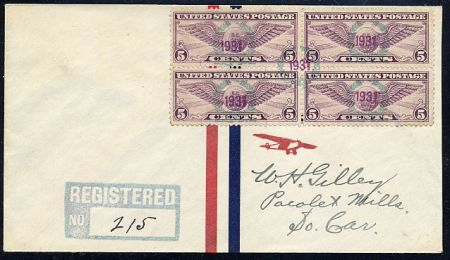 UNITED STATES POSTAGE UNITED STATES POSTAGE
1931 1931
5 5 5 5
CENTS CENTS
1931
UNITED STATES POSTAGE UNITED STATES POSTAGE
1931 1931
5 5 5 5
CENTS CENTS
W. H. Gilley
Pacolet Mills.
So. Car.
REGISTERED
NO 215